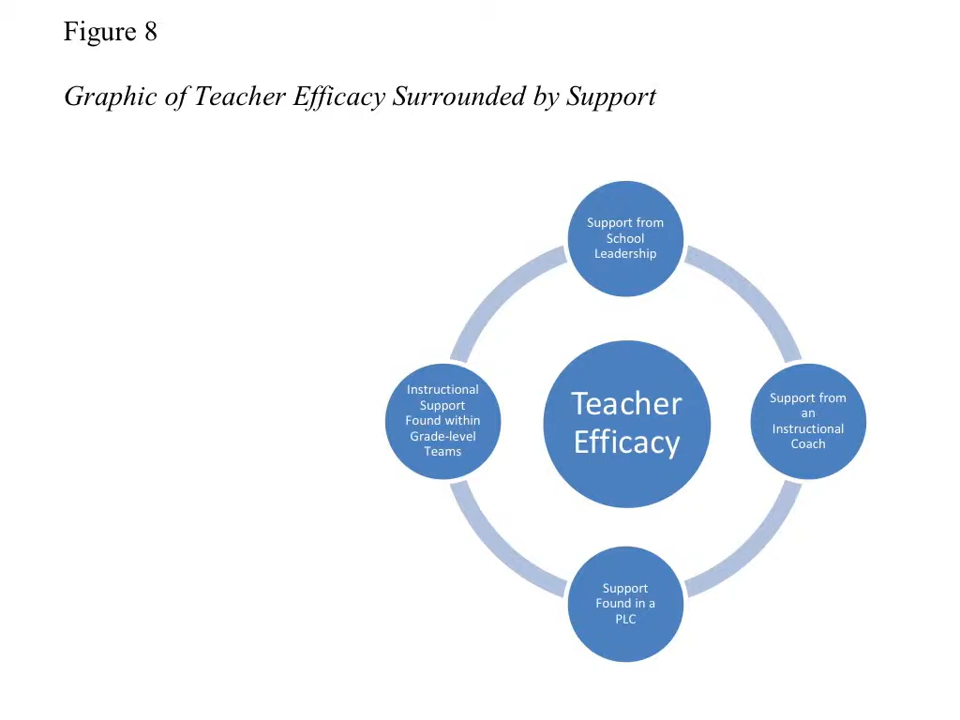 Figure 8
Graphic of Teacher Efficacy Surrounded by Support
Support from
School
Leadership
Instructional
Support
Found within
Grade-level
Teams
Teacher
Efficacy
Support from
an
Instructional
Coach
Support
Found in a
PLC